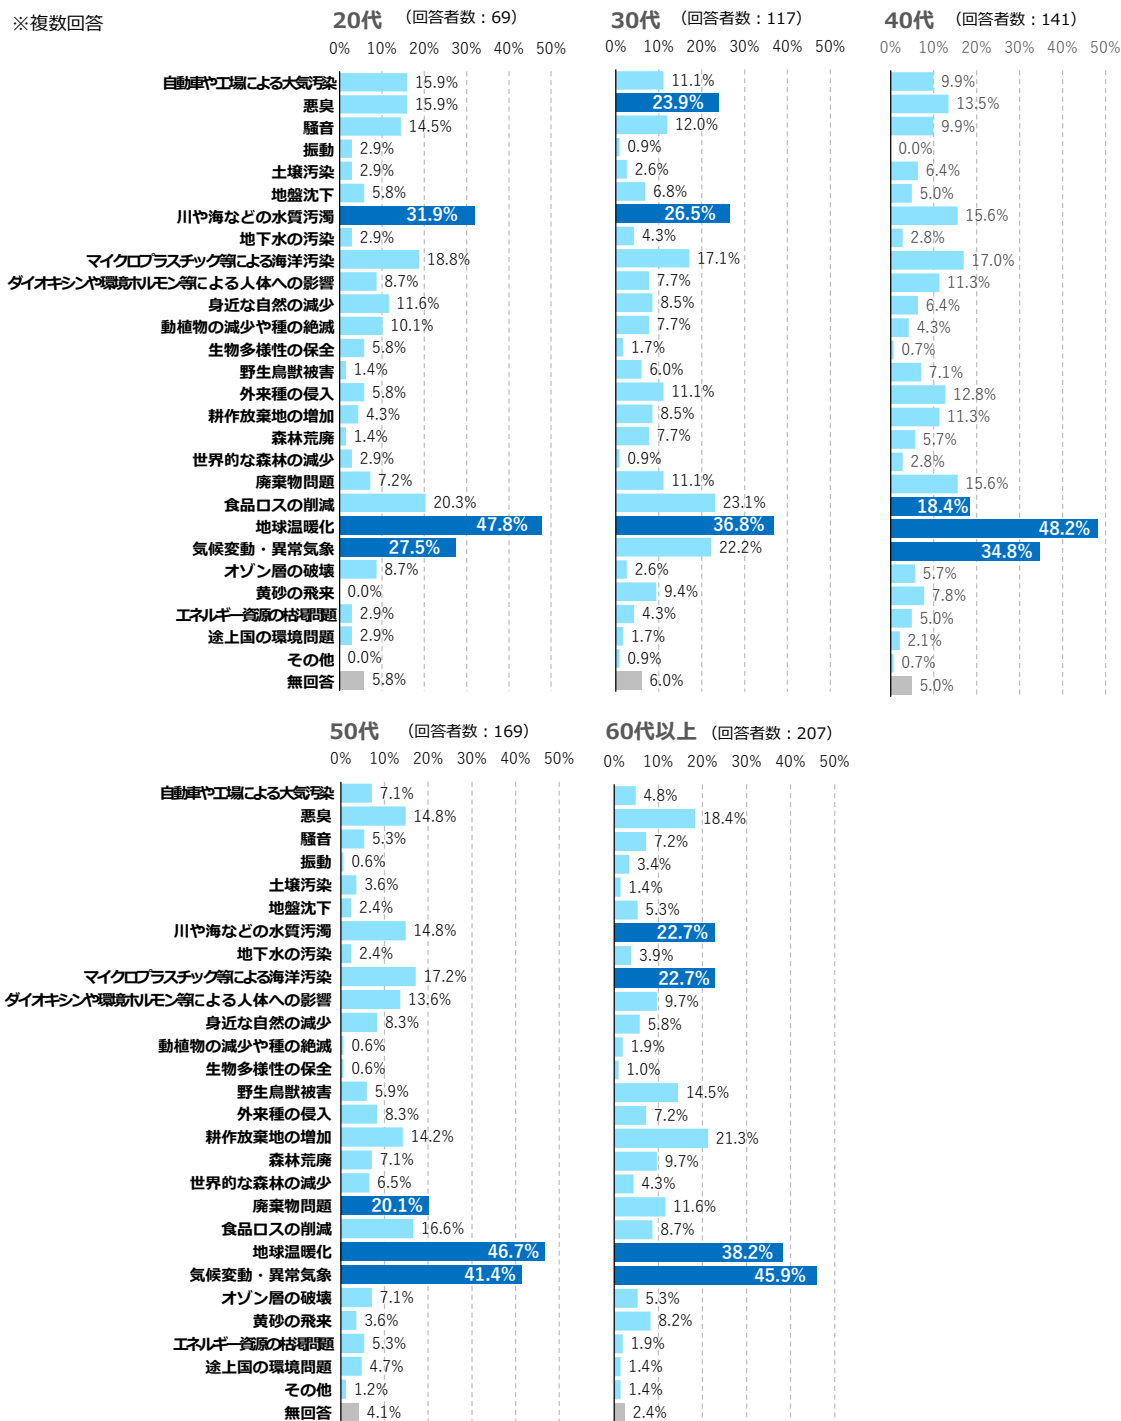 ※複数回答
20代 （回答者数：69） 30代 （回答者数：117） 40代 （回答者数：141）
0% 10% 20% 30% 40% 50% 0% 10% 20% 30% 40% 50% 0% 10% 20% 30% 40% 50%
自動車や工場による大気汚染 15.9% 11.1% 9.9%
悪臭 15.9% 23.9% 13.5%
騒音 14.5% 12.0% 9.9%
振動 2.9% 0.9% 0.0%
土壌汚染 2.9% 2.6% 6.4%
地盤沈下 5.8% 6.8% 5.0%
川や海などの水質汚濁 31.9% 26.5% 15.6%
地下水の汚染 2.9% 4.3% 2.8%
マイクロプラスチック等による海洋汚染 18.8% 17.1% 17.0%
ダイオキシンや環境ホルモン等による人体への影響 8.7% 7.7% 11.3%
身近な自然の減少 11.6% 8.5% 6.4%
動植物の減少や種の絶滅 10.1% 7.7% 4.3%
生物多様性の保全 5.8% 1.7% 0.7%
野生鳥獣被害 1.4% 6.0% 7.1%
外来種の侵入 5.8% 11.1% 12.8%
耕作放棄地の増加 4.3% 8.5% 11.3%
森林荒廃 1.4% 7.7% 5.7%
世界的な森林の減少 2.9% 0.9% 2.8%
廃棄物問題 7.2% 11.1% 15.6%
食品ロスの削減 20.3% 23.1% 18.4%
地球温暖化 47.8% 36.8% 48.2%
気候変動・異常気象 27.5% 22.2% 34.8%
オゾン層の破壊 8.7% 2.6% 5.7%
黄砂の飛来 0.0% 9.4% 7.8%
エネルギー資源の枯渇問題 2.9% 4.3% 5.0%
途上国の環境問題 2.9% 1.7% 2.1%
その他 0.0% 0.9% 0.7%
無回答 5.8% 6.0% 5.0%
50代 （回答者数：169） 60代以上 （回答者数：207）
0% 10% 20% 30% 40% 50% 0% 10% 20% 30% 40% 50%
自動車や工場による大気汚染 7.1% 4.8%
悪臭 14.8% 18.4%
騒音 5.3% 7.2%
振動 0.6% 3.4%
土壌汚染 3.6% 1.4%
地盤沈下 2.4% 5.3%
川や海などの水質汚濁 14.8% 22.7%
地下水の汚染 2.4% 3.9%
マイクロプラスチック等による海洋汚染 17.2% 22.7%
ダイオキシンや環境ホルモン等による人体への影響 13.6% 9.7%
身近な自然の減少 8.3% 5.8%
動植物の減少や種の絶滅 0.6% 1.9%
生物多様性の保全 0.6% 1.0%
野生鳥獣被害 5.9% 14.5%
外来種の侵入 8.3% 7.2%
耕作放棄地の増加 14.2% 21.3%
森林荒廃 7.1% 9.7%
世界的な森林の減少 6.5% 4.3%
廃棄物問題 20.1% 11.6%
食品ロスの削減 16.6% 8.7%
地球温暖化 46.7% 38.2%
気候変動・異常気象 41.4% 45.9%
オゾン層の破壊 7.1% 5.3%
黄砂の飛来 3.6% 8.2%
エネルギー資源の枯渇問題 5.3% 1.9%
途上国の環境問題 4.7% 1.4%
その他 1.2% 1.4%
無回答 4.1% 2.4%